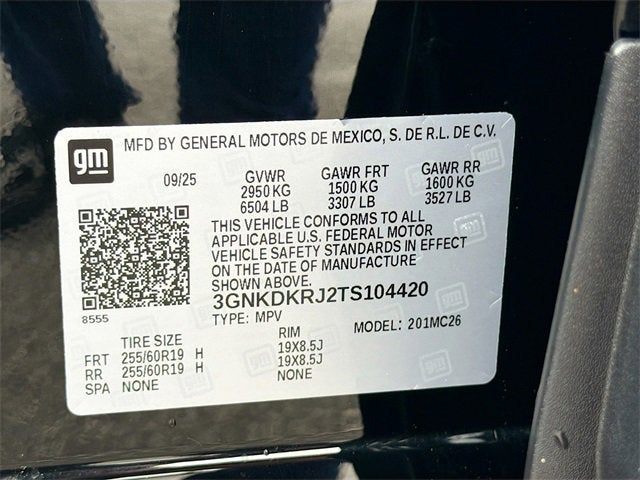 gm
MFD BY GENERAL MOTORS DE MEXICO, S. DE R.L. DE C.V.
09/25 GVWR GAWR FRT GAWR RR
2950 KG 1500 KG 1600 KG
6504 LB 3307 LB 3527 LB
THIS VEHICLE CONFORMS TO ALL
APPLICABLE U.S. FEDERAL MOTOR
VEHICLE SAFETY STANDARDS IN EFFECT
ON THE DATE OF MANUFACTURE
SHOWN ABOVE.
3GNKDKRJ2TS104420
8555
TYPE: MPV MODEL: 201MC26
TIRE SIZE RIM
FRT 255/60R19 H 19X8.5J
RR 255/60R19 H 19X8.5J
SPA NONE NONE